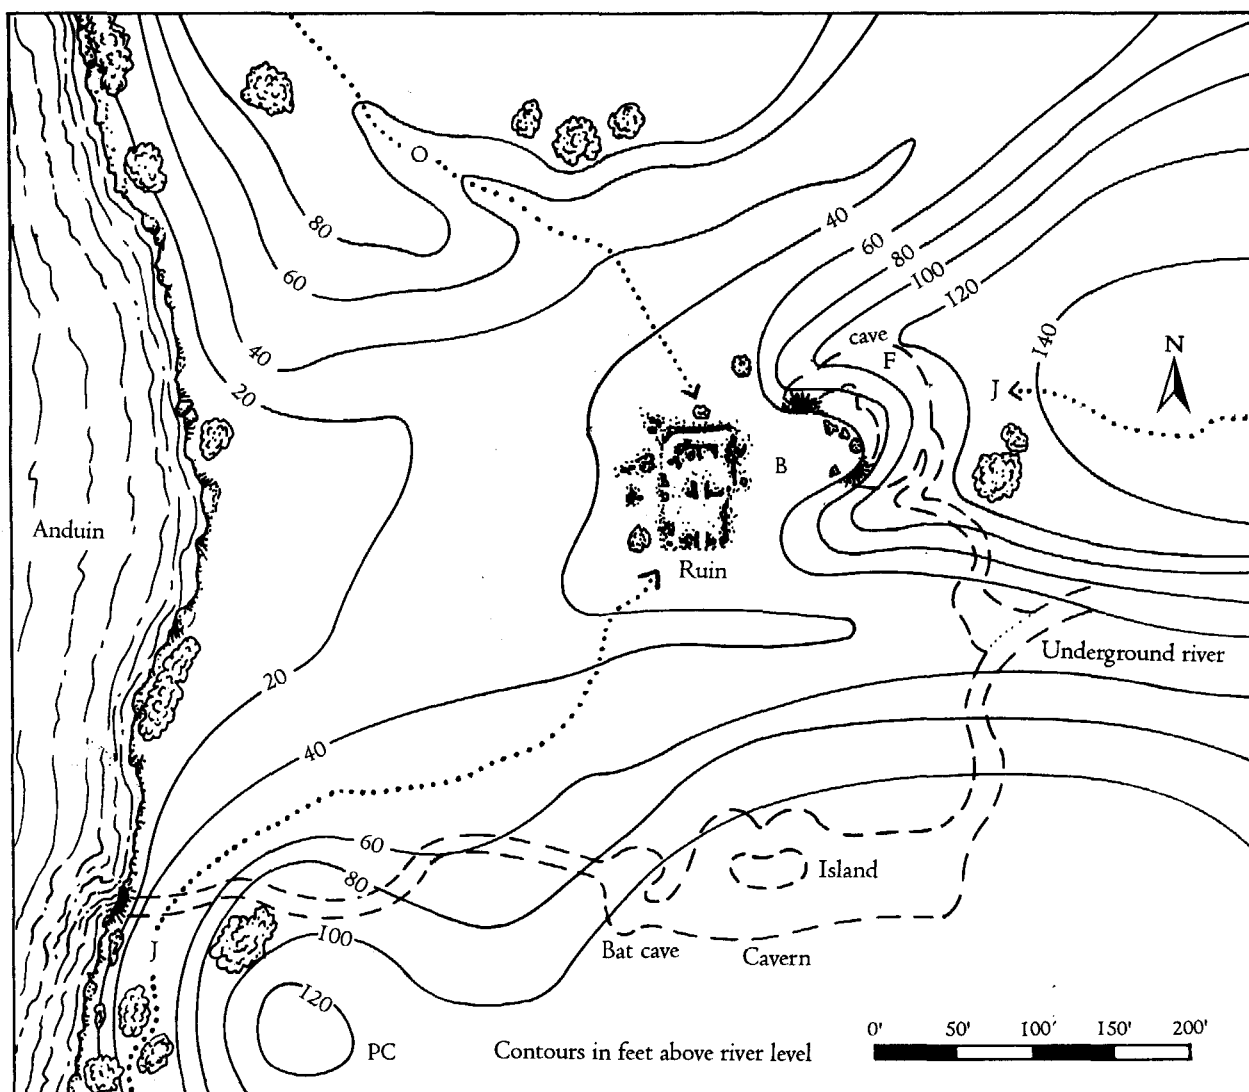 O
80
60
40
20
40
60
80
100
120
140
cave
F
J
N
B
Anduin
Ruin
20
40
Underground river
60
80
100
120
Island
Bat cave
Cavern
J
PC
Contours in feet above river level
0' 50' 100' 150' 200'